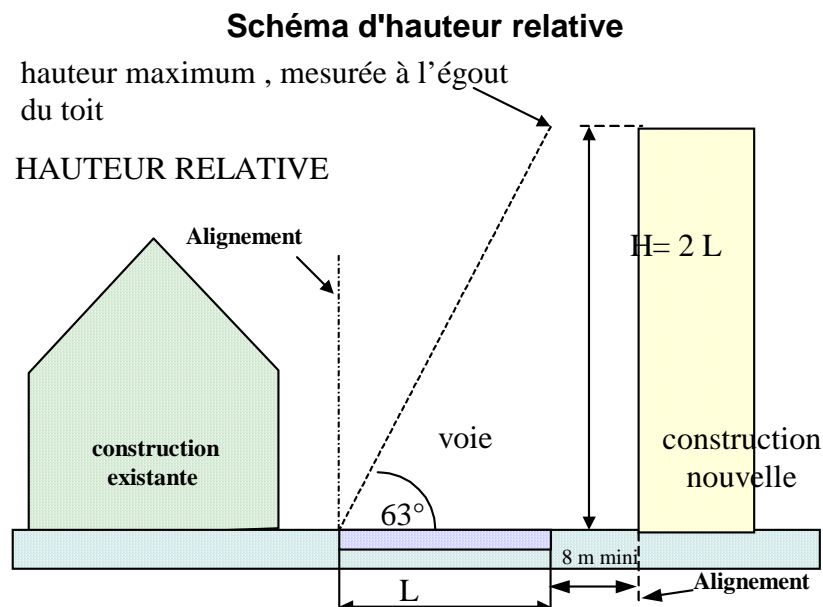 Schéma d'hauteur relative
hauteur maximum , mesurée à l'égout
du toit
HAUTEUR RELATIVE
Alignement
H= 2 L
construction
existante
voie
construction
nouvelle
63°
8 m mini
L
Alignement